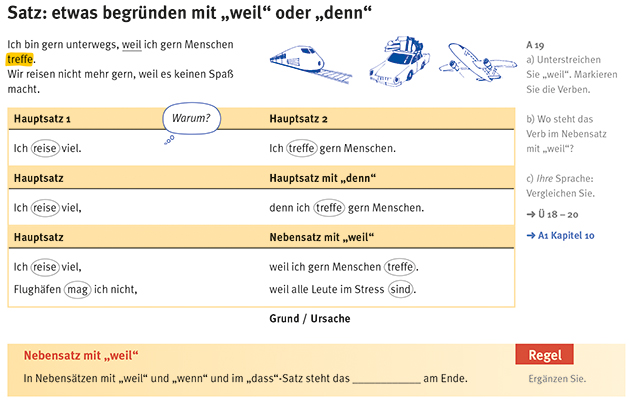 Satz: etwas begründen mit „weil“ oder „denn“
Ich bin gern unterwegs, weil ich gern Menschen
treffe.
Wir reisen nicht mehr gern, weil es keinen Spaß
macht.
A 19
a) Unterstreichen
Sie „weil“. Markieren
Sie die Verben.
b) Wo steht das
Verb im Nebensatz
mit „weil“?
c) Ihre Sprache:
Vergleichen Sie.
→ Ü 18 – 20
→ A1 Kapitel 10
Hauptsatz 1 Warum? Hauptsatz 2
Ich reise viel. Ich treffe gern Menschen.
Hauptsatz Hauptsatz mit „denn“
Ich reise viel, denn ich treffe gern Menschen.
Hauptsatz Nebensatz mit „weil“
Ich reise viel, weil ich gern Menschen treffe.
Flughäfen mag ich nicht, weil alle Leute im Stress sind.
Grund / Ursache
Nebensatz mit „weil“ Regel
In Nebensätzen mit „weil“ und „wenn“ und im „dass“-Satz steht das ____________ am Ende. Ergänzen Sie.